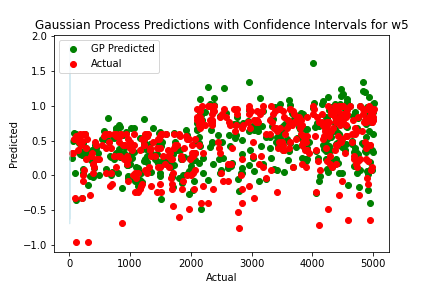 Gaussian Process Predictions with Confidence Intervals for w5
2.0
1.5
1.0
0.5
0.0
−0.5
−1.0
GP Predicted
Actual
Predicted
0 1000 2000 3000 4000 5000
Actual